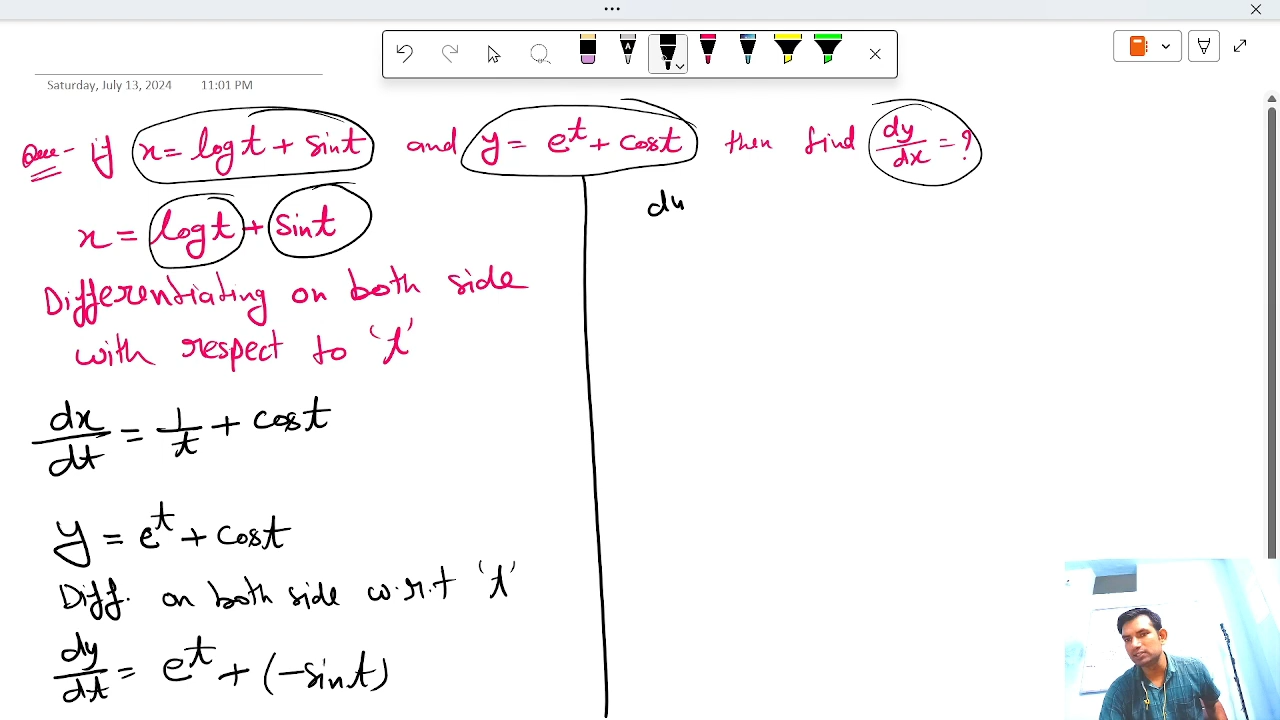 Saturday, July 13, 2024 11:01 PM
Que - if x = log t + sin t and y = e^t + cos t then find dy/dx = ?
x = log t + sin t
Differentiating on both side
with respect to 't'
dx/dt = 1/t + cos t
y = e^t + cos t
Diff. on both side w.r.t 't'
dy/dt = e^t + (-sin t)